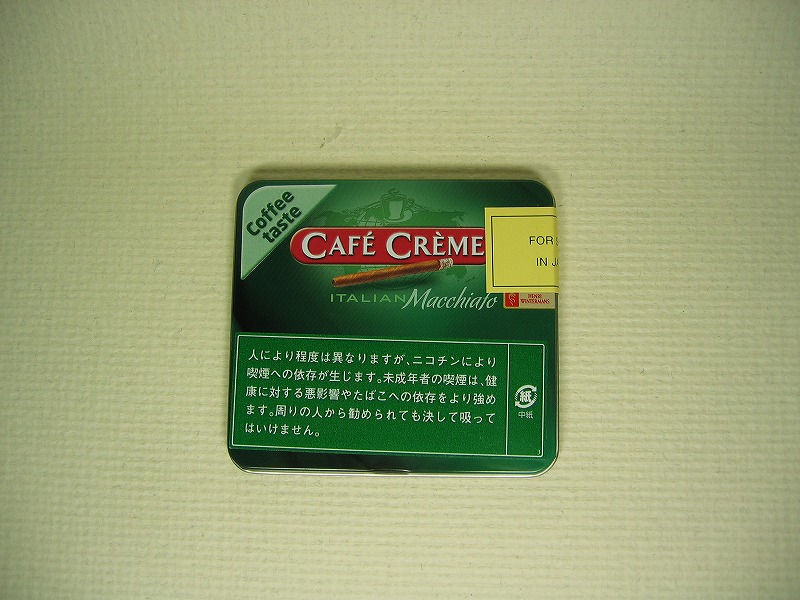 Coffee
taste
CAFÉ CRÈME
ITALIAN Macchiato
FOR
IN
HENRI
WINTERMANS
人により程度は異なりますが、ニコチンにより
喫煙への依存が生じます。未成年者の喫煙は、健
康に対する悪影響やたばこへの依存をより強め
ます。周りの人から勧められても決して吸って
はいけません。
紙
中紙